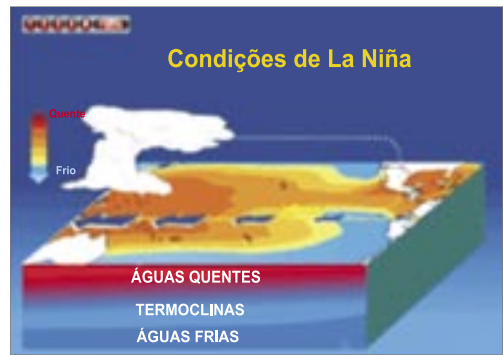 Condições de La Niña
Quente
Frio
ÁGUAS QUENTES
TERMOCLINAS
ÁGUAS FRIAS